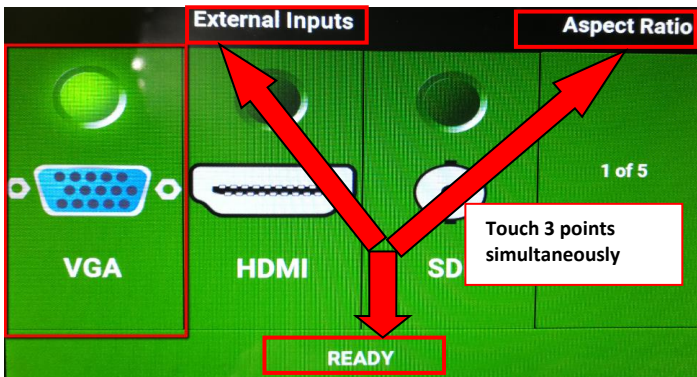 External Inputs
Aspect Ratio
1 of 5
Touch 3 points
simultaneously
VGA
HDMI
SD
READY